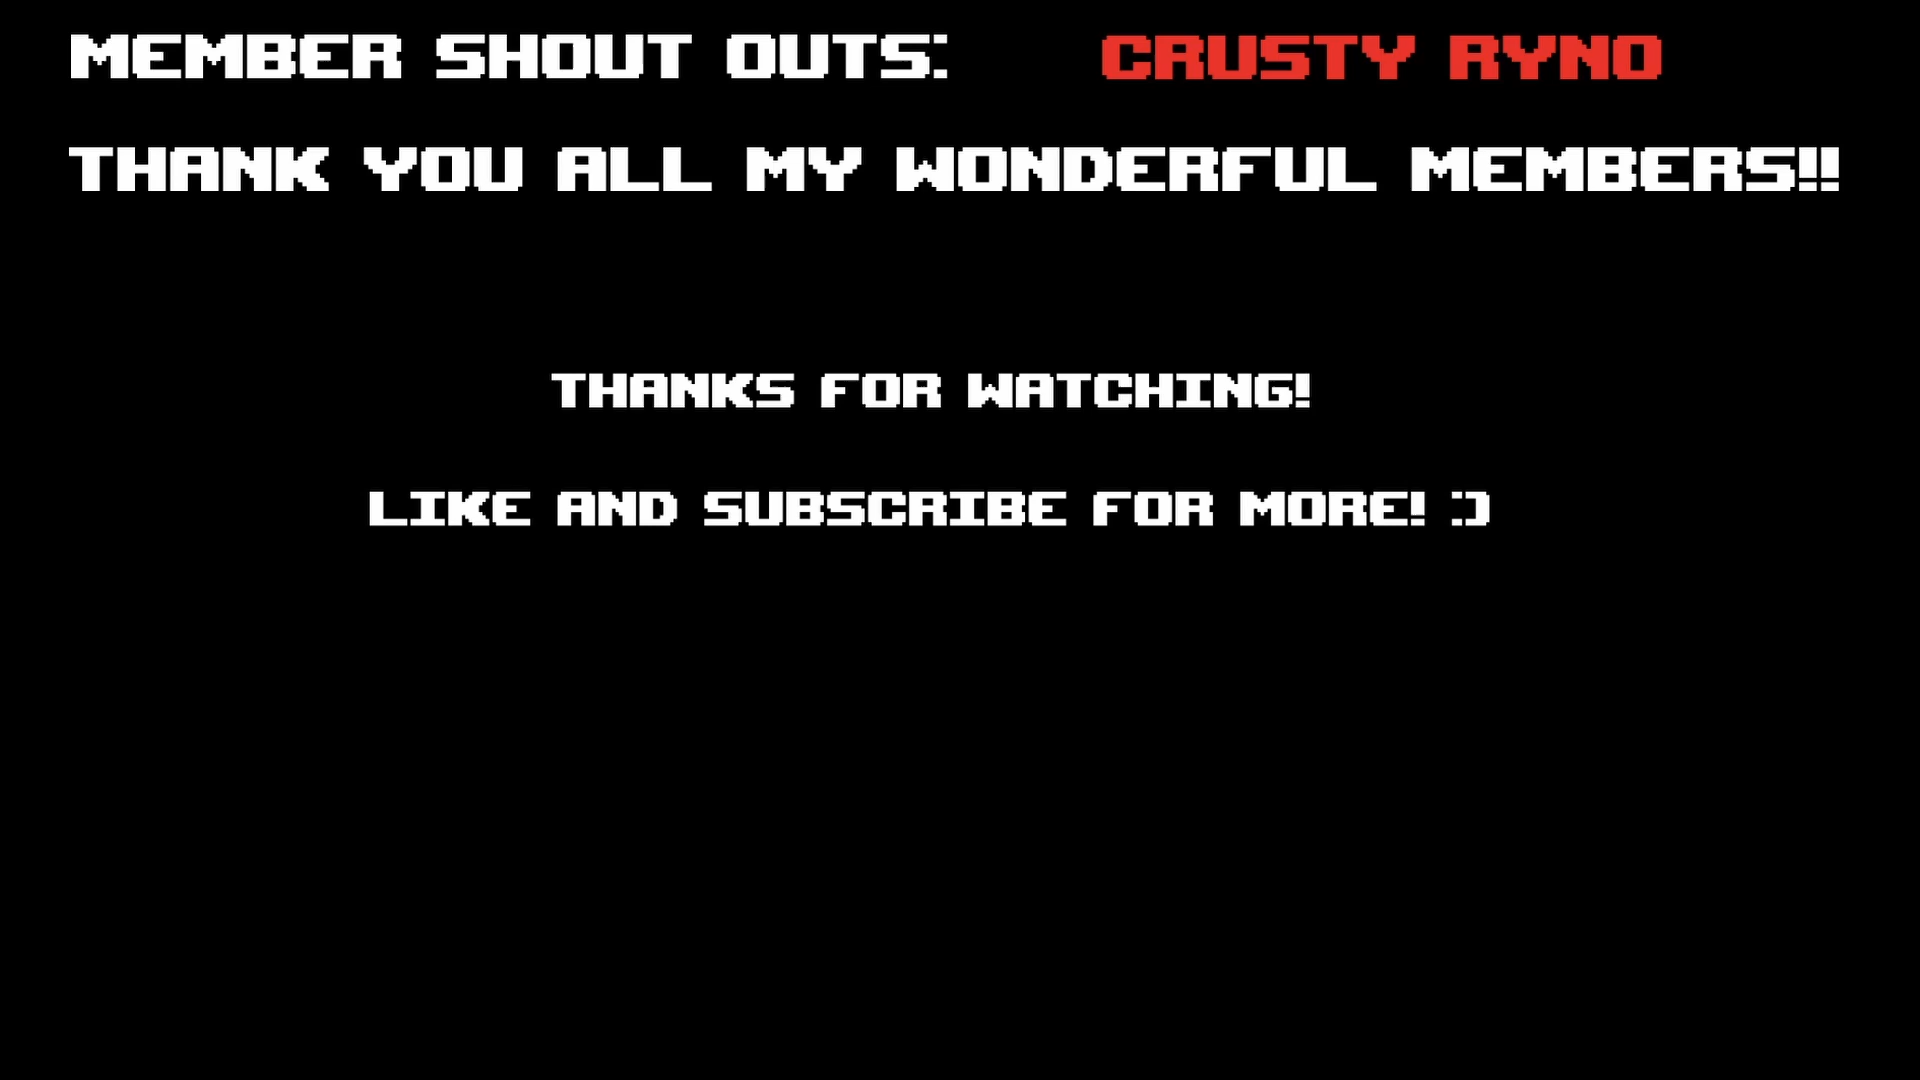 MEMBER SHOUT OUTS: CRUSTY RYNO
THANK YOU ALL MY WONDERFUL MEMBERS!!
THANKS FOR WATCHING!
LIKE AND SUBSCRIBE FOR MORE! :)